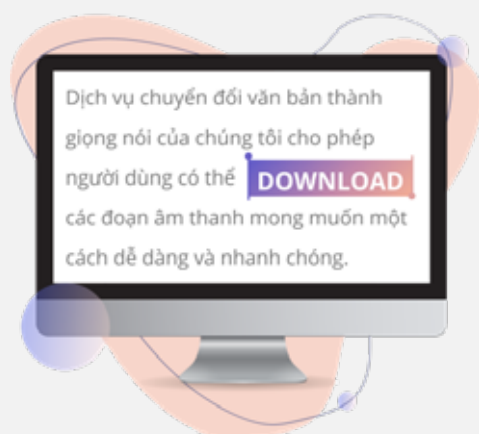 Dịch vụ chuyển đổi văn bản thành
giọng nói của chúng tôi cho phép
người dùng có thể DOWNLOAD
các đoạn âm thanh mong muốn một
cách dễ dàng và nhanh chóng.